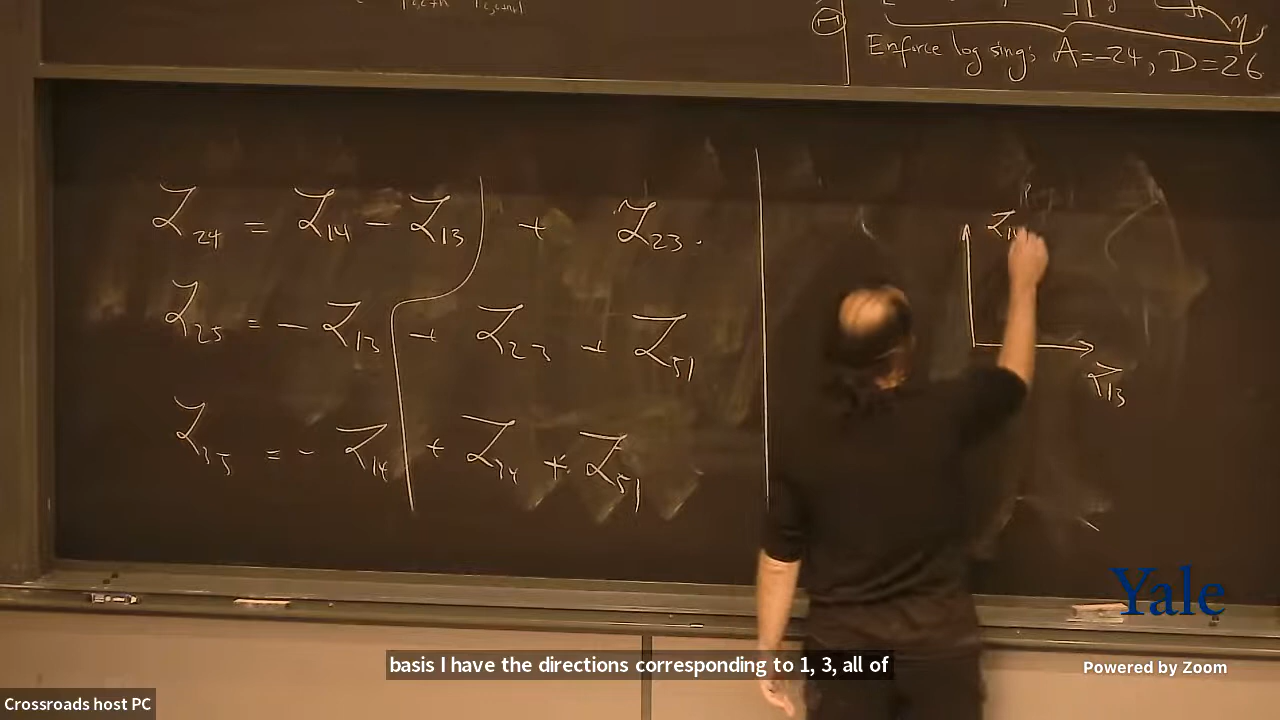 Enforce log sing: A=-24, D=26
Z24 = Z14 - Z13 + Z23.
Z25 = - Z13 + Z23 + Z51
Z35 = - Z14 + Z34 + Z51
Z14
Z13
Yale
basis I have the directions corresponding to 1, 3, all of
Powered by Zoom
Crossroads host PC